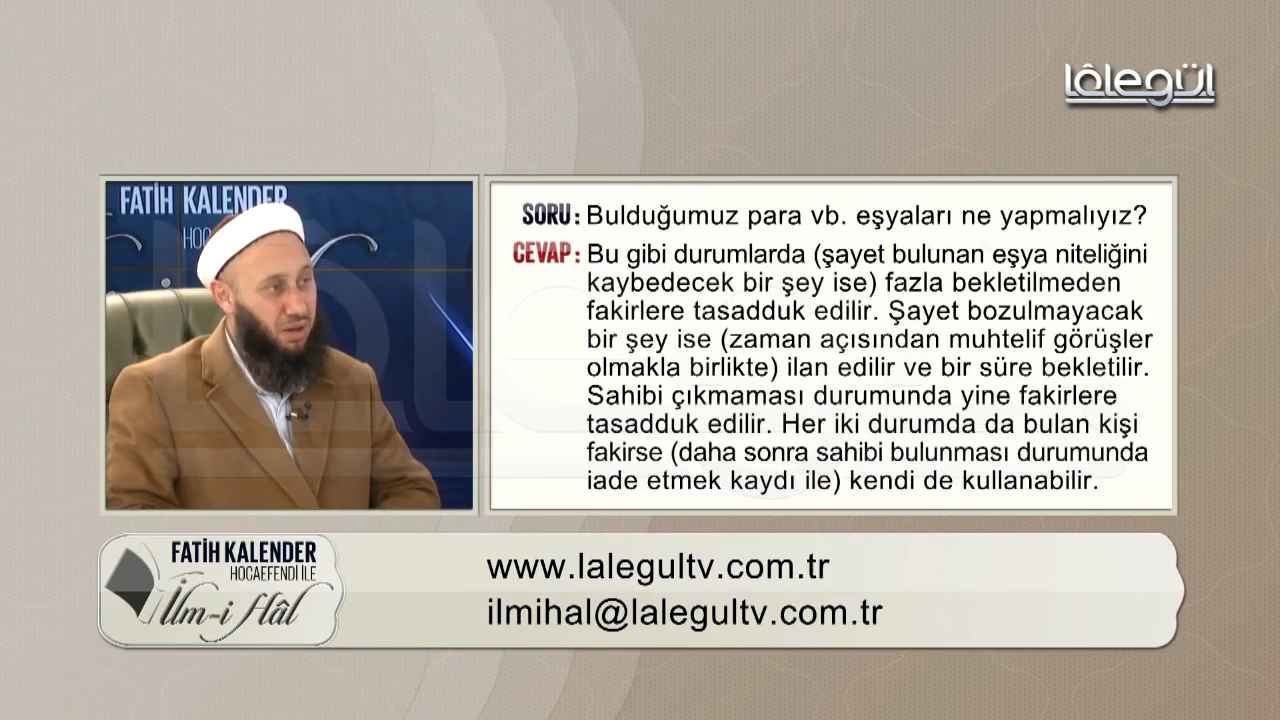 lâlegül
FATİH KALENDER
HOC
SORU: Bulduğumuz para vb. eşyaları ne yapmalıyız?
CEVAP: Bu gibi durumlarda (şayet bulunan eşya niteliğini
kaybedecek bir şey ise) fazla bekletilmeden
fakirlere tasadduk edilir. Şayet bozulmayacak
bir şey ise (zaman açısından muhtelif görüşler
olmakla birlikte) ilan edilir ve bir süre bekletilir.
Sahibi çıkmaması durumunda yine fakirlere
tasadduk edilir. Her iki durumda da bulan kişi
fakirse (daha sonra sahibi bulunması durumunda
iade etmek kaydı ile) kendi de kullanabilir.
FATİH KALENDER
HOCAEFENDİ İLE
İlm-i Hâl
www.lalegultv.com.tr
ilmihal@lalegultv.com.tr